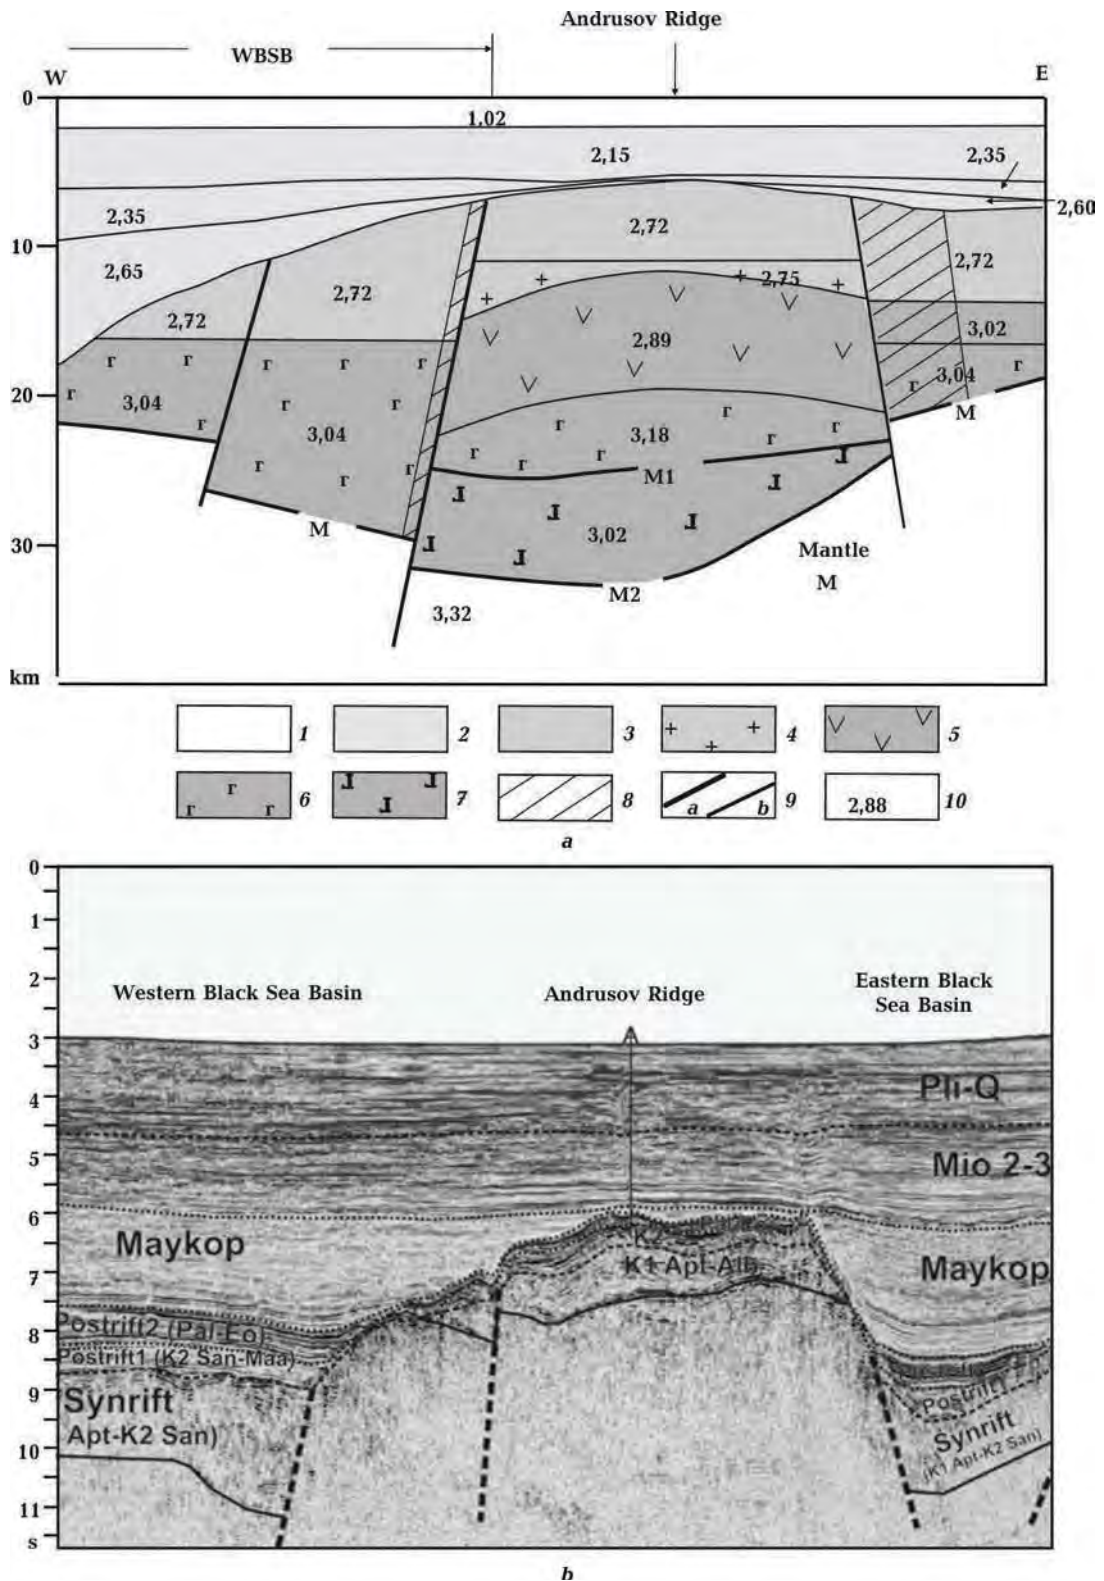 Andrusov Ridge
WBSB
W
E
0
1,02
2,15
2,35
2,35
2,60
2,72
10
2,65
2,75
2,72
2,72
2,72
3,02
2,89
20
3,04
3,04
M
3,04
3,18
M1
3,02
30
M
Mantle
M
M2
3,32
km
1
2
3
4
5
6
7
8
a
b
9
2,88
10
a
0
1
2
Western Black Sea Basin
Andrusov Ridge
Eastern Black
Sea Basin
3
Pli-Q
4
5
Mio 2-3
6
K2
Maykop
K1 Apt-Alb
7
Maykop
Postrift2 (Pal-Eo)
8
Postrift1 (K2 San-Maa)
9
Synrift
Postrift
Apt-K2 San)
Synrift
(K1 Apt-K2 San)
10
11
s
b